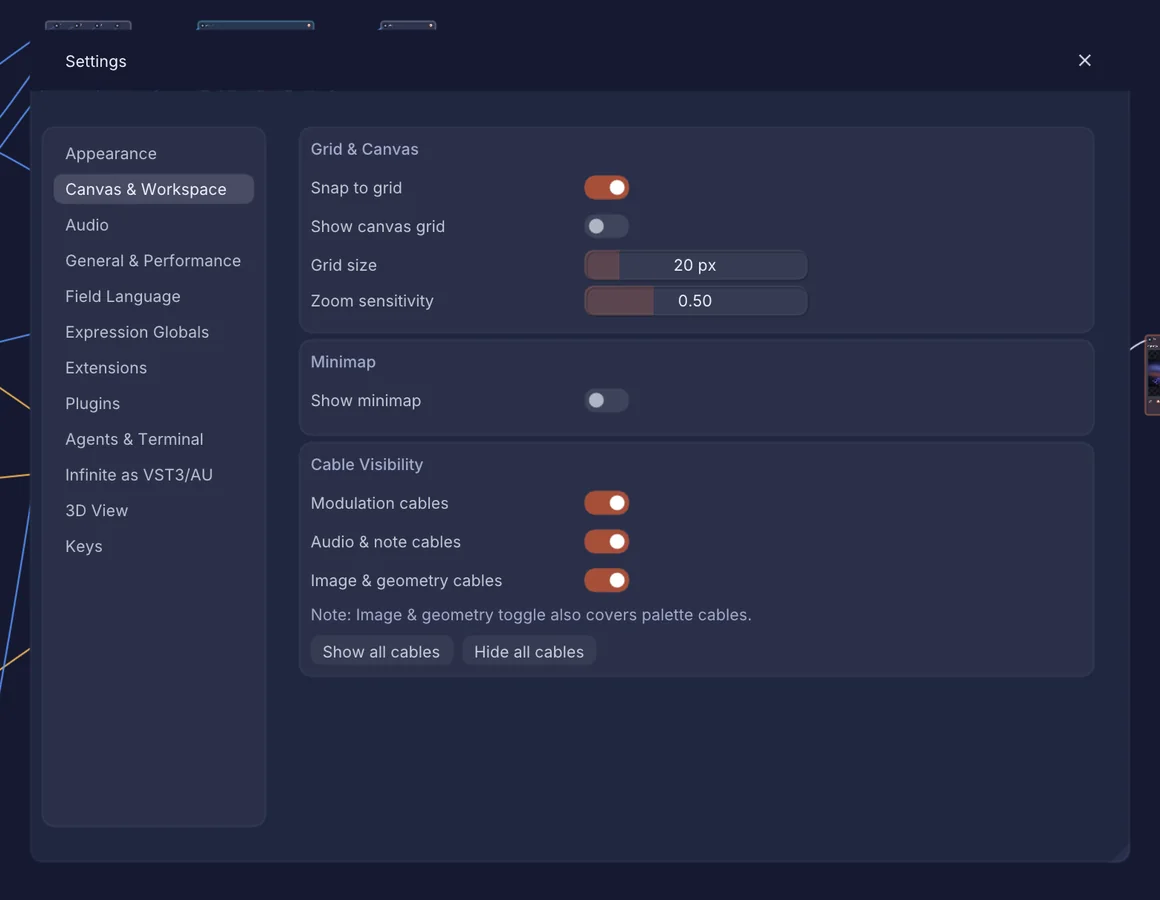 Settings
Appearance
Canvas & Workspace
Audio
General & Performance
Field Language
Expression Globals
Extensions
Plugins
Agents & Terminal
Infinite as VST3/AU
3D View
Keys
Grid & Canvas
Snap to grid
Show canvas grid
Grid size 20 px
Zoom sensitivity 0.50
Minimap
Show minimap
Cable Visibility
Modulation cables
Audio & note cables
Image & geometry cables
Note: Image & geometry toggle also covers palette cables.
Show all cables Hide all cables